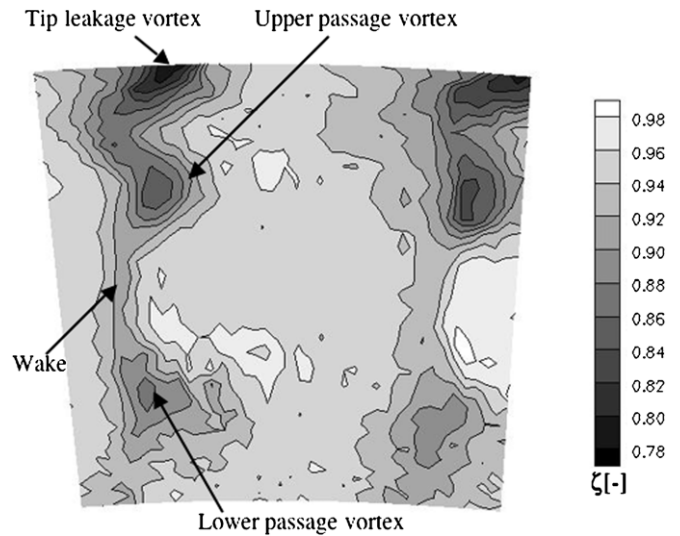 Tip leakage vortex
Upper passage vortex
Wake
Lower passage vortex
0.98
0.96
0.94
0.92
0.90
0.88
0.86
0.84
0.82
0.80
0.78
ζ[-]